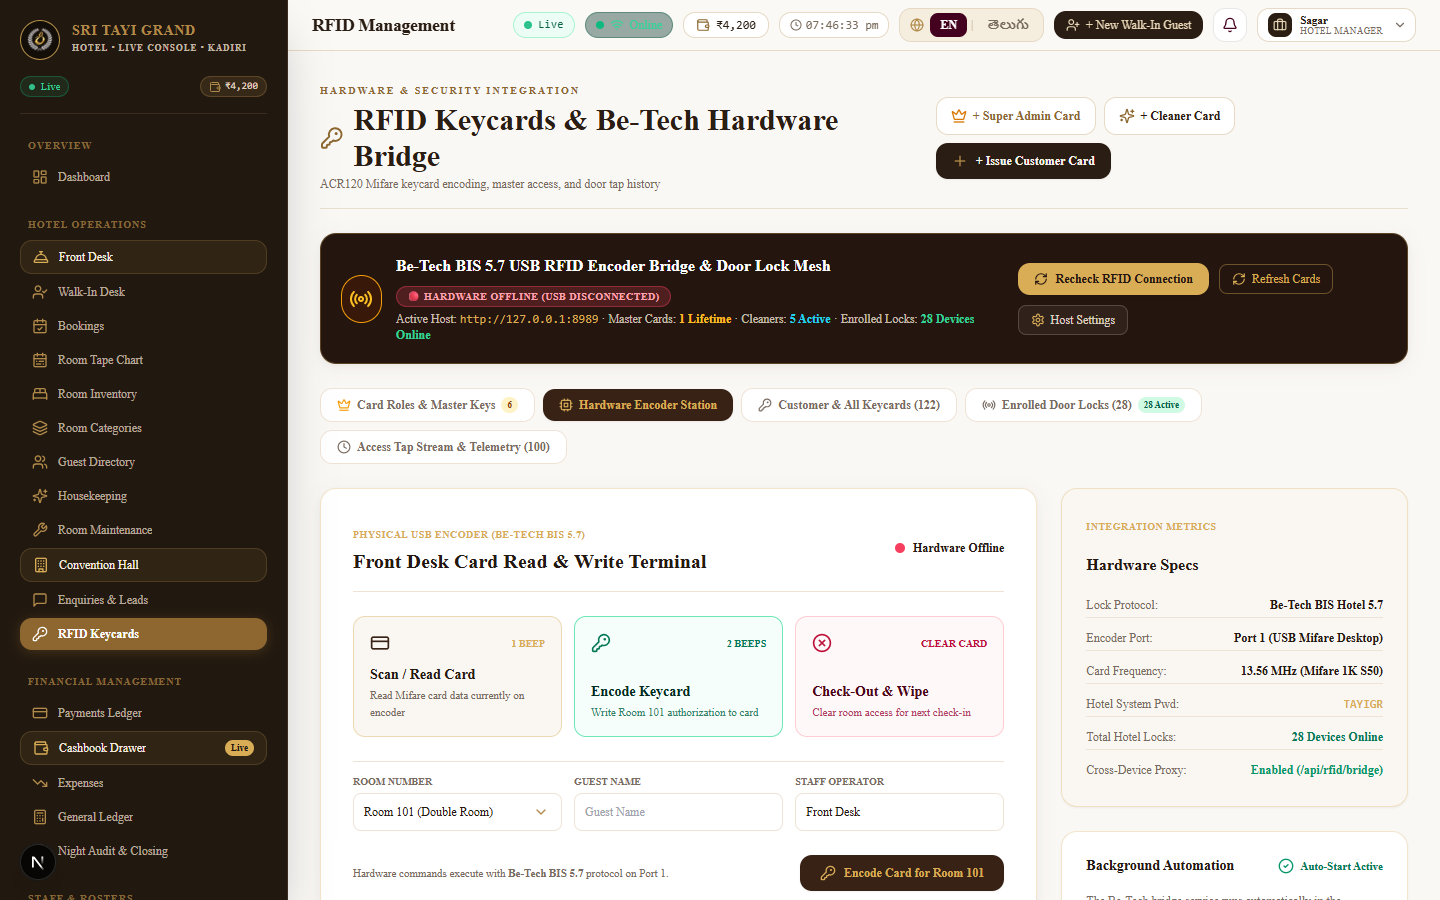 SRI TAYI GRAND
HOTEL • LIVE CONSOLE • KADIRI
Live
₹4,200
OVERVIEW
Dashboard
HOTEL OPERATIONS
Front Desk
Walk-In Desk
Bookings
Room Tape Chart
Room Inventory
Room Categories
Guest Directory
Housekeeping
Room Maintenance
Convention Hall
Enquiries & Leads
RFID Keycards
FINANCIAL MANAGEMENT
Payments Ledger
Cashbook Drawer Live
Expenses
General Ledger
Night Audit & Closing
N
STAFF & ROSTERS
RFID Management
Live
Online
₹4,200
07:46:33 pm
EN
తెలుగు
+ New Walk-In Guest
Sagar
HOTEL MANAGER
HARDWARE & SECURITY INTEGRATION
RFID Keycards & Be-Tech Hardware
Bridge
ACR120 Mifare keycard encoding, master access, and door tap history
+ Super Admin Card
+ Cleaner Card
+ Issue Customer Card
Be-Tech BIS 5.7 USB RFID Encoder Bridge & Door Lock Mesh
HARDWARE OFFLINE (USB DISCONNECTED)
Active Host: http://127.0.0.1:8989 · Master Cards: 1 Lifetime · Cleaners: 5 Active · Enrolled Locks: 28 Devices
Online
Recheck RFID Connection
Refresh Cards
Host Settings
Card Roles & Master Keys 6
Hardware Encoder Station
Customer & All Keycards (122)
Enrolled Door Locks (28) 28 Active
Access Tap Stream & Telemetry (100)
PHYSICAL USB ENCODER (BE-TECH BIS 5.7)
Front Desk Card Read & Write Terminal
Hardware Offline
1 BEEP
Scan / Read Card
Read Mifare card data currently on
encoder
2 BEEPS
Encode Keycard
Write Room 101 authorization to card
CLEAR CARD
Check-Out & Wipe
Clear room access for next check-in
ROOM NUMBER
Room 101 (Double Room)
GUEST NAME
Guest Name
STAFF OPERATOR
Front Desk
Hardware commands execute with Be-Tech BIS 5.7 protocol on Port 1.
Encode Card for Room 101
INTEGRATION METRICS
Hardware Specs
Lock Protocol: Be-Tech BIS Hotel 5.7
Encoder Port: Port 1 (USB Mifare Desktop)
Card Frequency: 13.56 MHz (Mifare 1K S50)
Hotel System Pwd: TAYIGR
Total Hotel Locks: 28 Devices Online
Cross-Device Proxy: Enabled (/api/rfid/bridge)
Background Automation
Auto-Start Active
The Be-Tech bridge service runs automatically in the